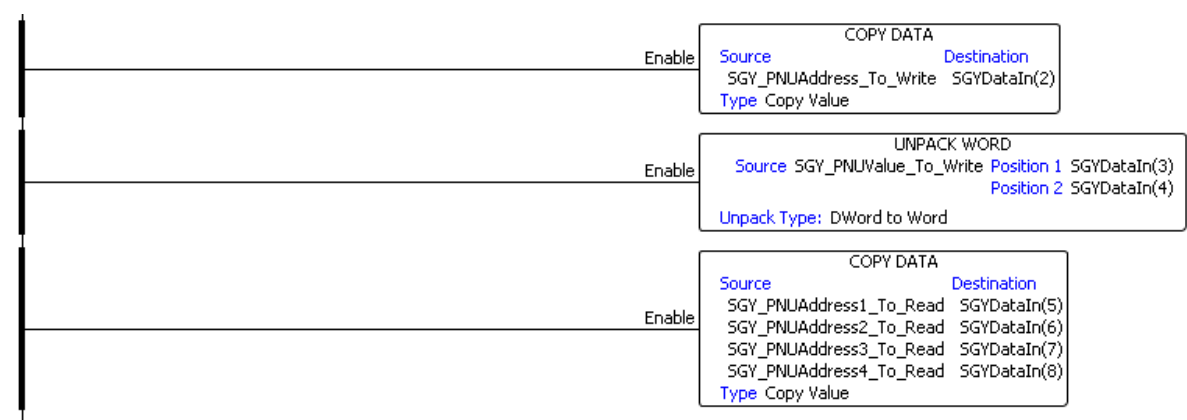 COPY DATA
Enable Source Destination
SGY_PNUAddress_To_Write SGYDataIn(2)
Type Copy Value
UNPACK WORD
Enable Source SGY_PNUValue_To_Write Position 1 SGYDataIn(3)
Position 2 SGYDataIn(4)
Unpack Type: DWord to Word
COPY DATA
Source Destination
SGY_PNUAddress1_To_Read SGYDataIn(5)
Enable SGY_PNUAddress2_To_Read SGYDataIn(6)
SGY_PNUAddress3_To_Read SGYDataIn(7)
SGY_PNUAddress4_To_Read SGYDataIn(8)
Type Copy Value